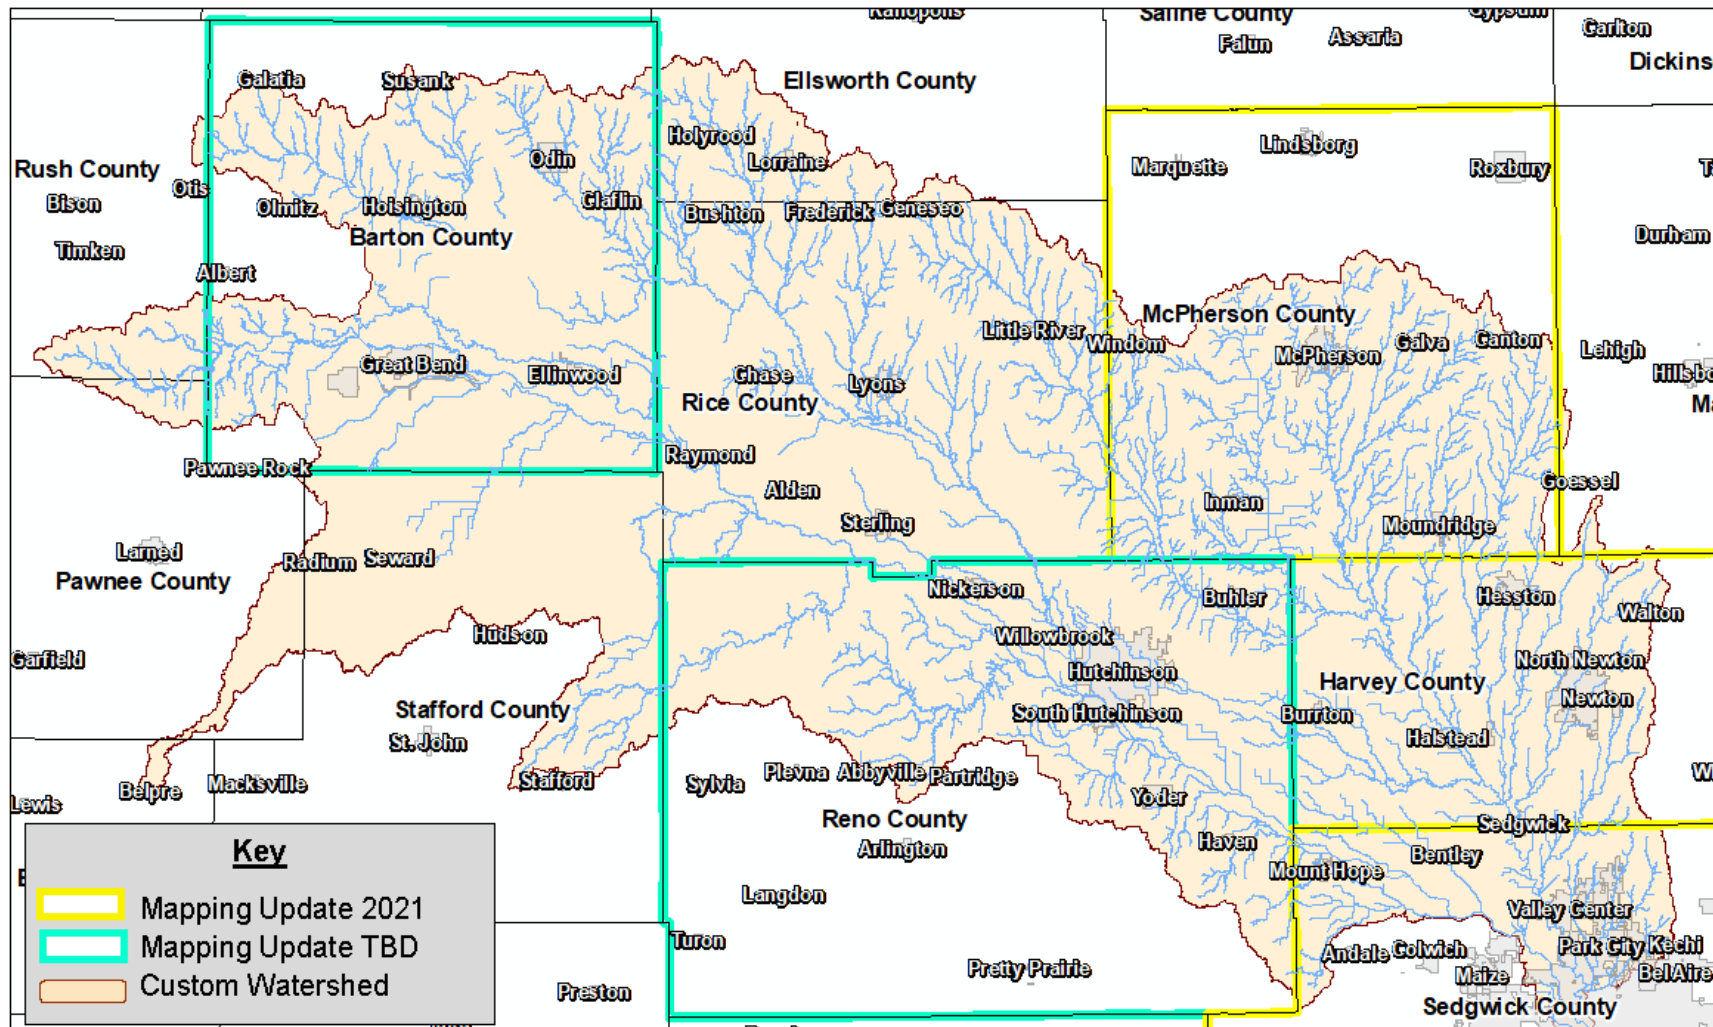 Kanopolis
Saline County
Gypsum
Falun
Assaria
Carlton
Dickins
Galatia
Susank
Ellsworth County
Holyrood
Lorraine
Lindsborg
Marquette
Roxbury
Rush County
Otis
Bison
Odin
Olmitz
Hoisington
Claflin
Bushton
Frederick
Geneseo
Barton County
Timken
Durham
Albert
Little River
McPherson County
Windom
McPherson
Galva
Canton
Lehigh
Great Bend
Ellinwood
Chase
Lyons
Hillsbo
Rice County
Ma
Raymond
Pawnee Rock
Alden
Sterling
Inman
Goessel
Moundridge
Larned
Radium
Seward
Pawnee County
Nickerson
Buhler
Hesston
Walton
Hudson
Willowbrook
Garfield
Hutchinson
North Newton
Harvey County
Newton
Stafford County
South Hutchinson
Burrton
St. John
Halstead
Belpre
Macksville
Stafford
Sylvia
Plevna
Abbyville
Partridge
Lewis
Yoder
Reno County
Arlington
Haven
Sedgwick
Bentley
Mount Hope
Langdon
Valley Center
Turon
Andale
Colwich
Park City
Kechi
Pretty Prairie
Maize
Bel Aire
Preston
Sedgwick County
Key
Mapping Update 2021
Mapping Update TBD
Custom Watershed